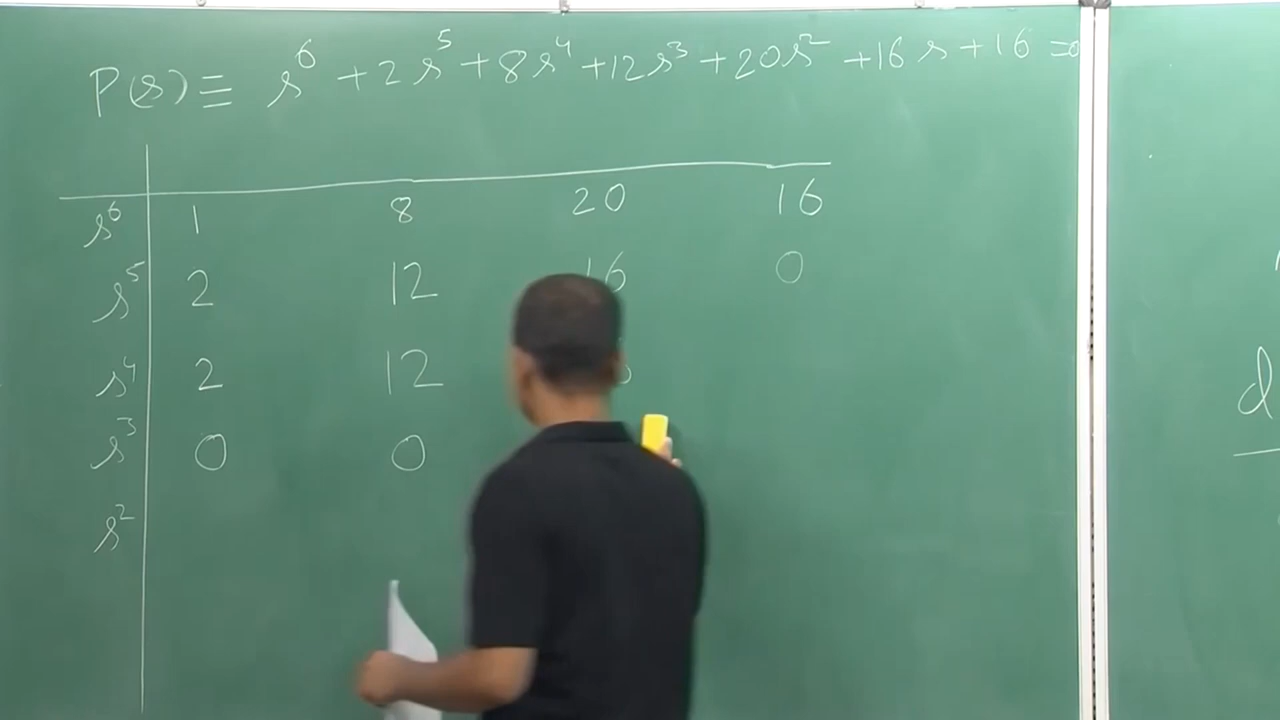 P(s) ≡ s⁶ + 2s⁵ + 8s⁴ + 12s³ + 20s² + 16s + 16 = 0
s⁶ 1 8 20 16
s⁵ 2 12 16 0
s⁴ 2 12
s³ 0 0
s²
d